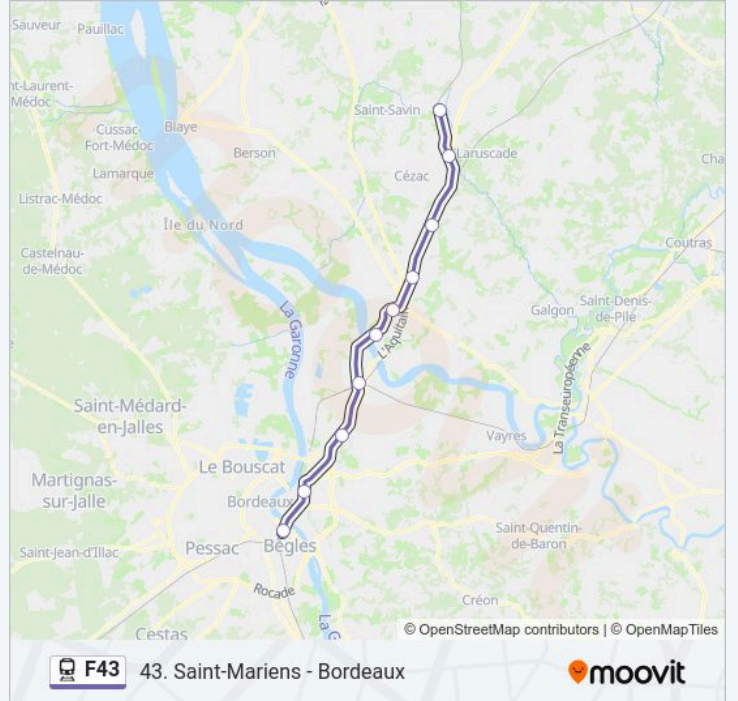 Sauveur
Pauillac
nt-Laurent-
Médoc
Cussac-
Fort-Médoc
Blaye
Saint-Savin
Laruscade
Cha
Berson
Lamarque
Cézac
Listrac-Médoc
Île du Nord
Castelnau-
de-Médoc
Coutras
La Garonne
L'Aquitain
Galgon
Saint-Denis-
de-Pile
La Transeuropéenne
Saint-Médard-
en-Jalles
Vayres
Le Bouscat
Martignas-
sur-Jalle
Bordeaux
Saint-Jean-d'Illac
Pessac
Bègles
Saint-Quentin-
de-Baron
Rocade
Créon
Cestas
La G
© OpenStreetMap contributors | © OpenMapTiles
F43 43. Saint-Mariens - Bordeaux
moovit